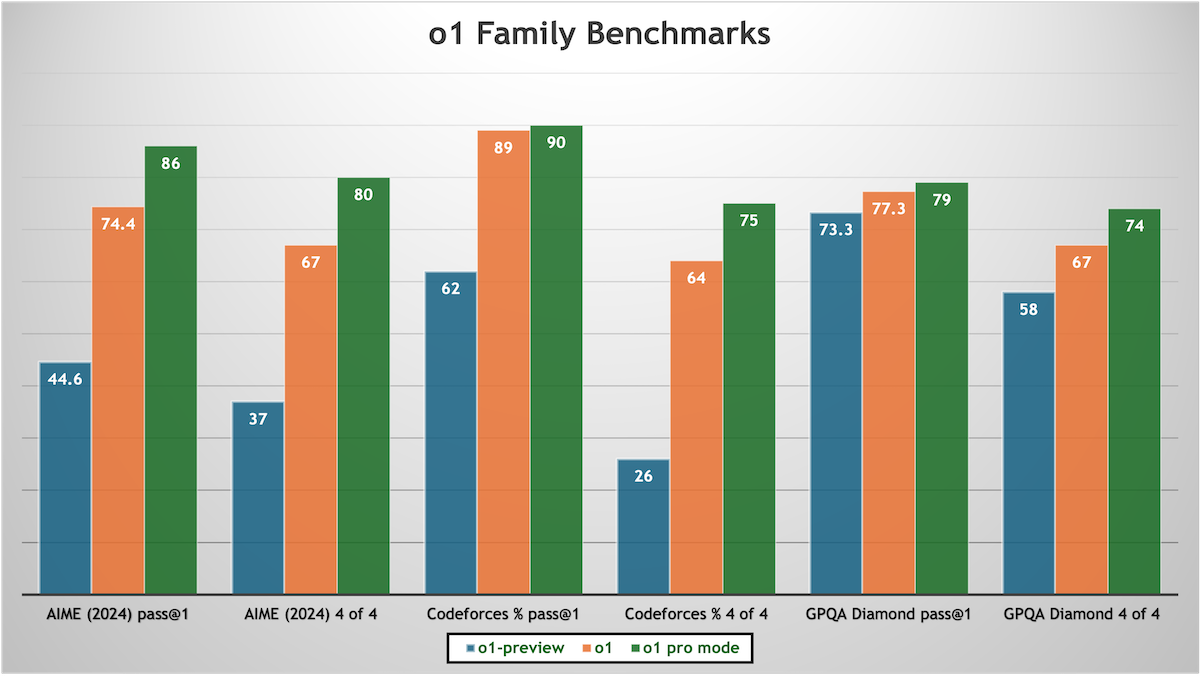 o1 Family Benchmarks
44.6
74.4
86
37
67
80
62
89
90
26
64
75
73.3
77.3
79
58
67
74
AIME (2024) pass@1
AIME (2024) 4 of 4
Codeforces % pass@1
Codeforces % 4 of 4
GPQA Diamond pass@1
GPQA Diamond 4 of 4
o1-preview
o1
o1 pro mode